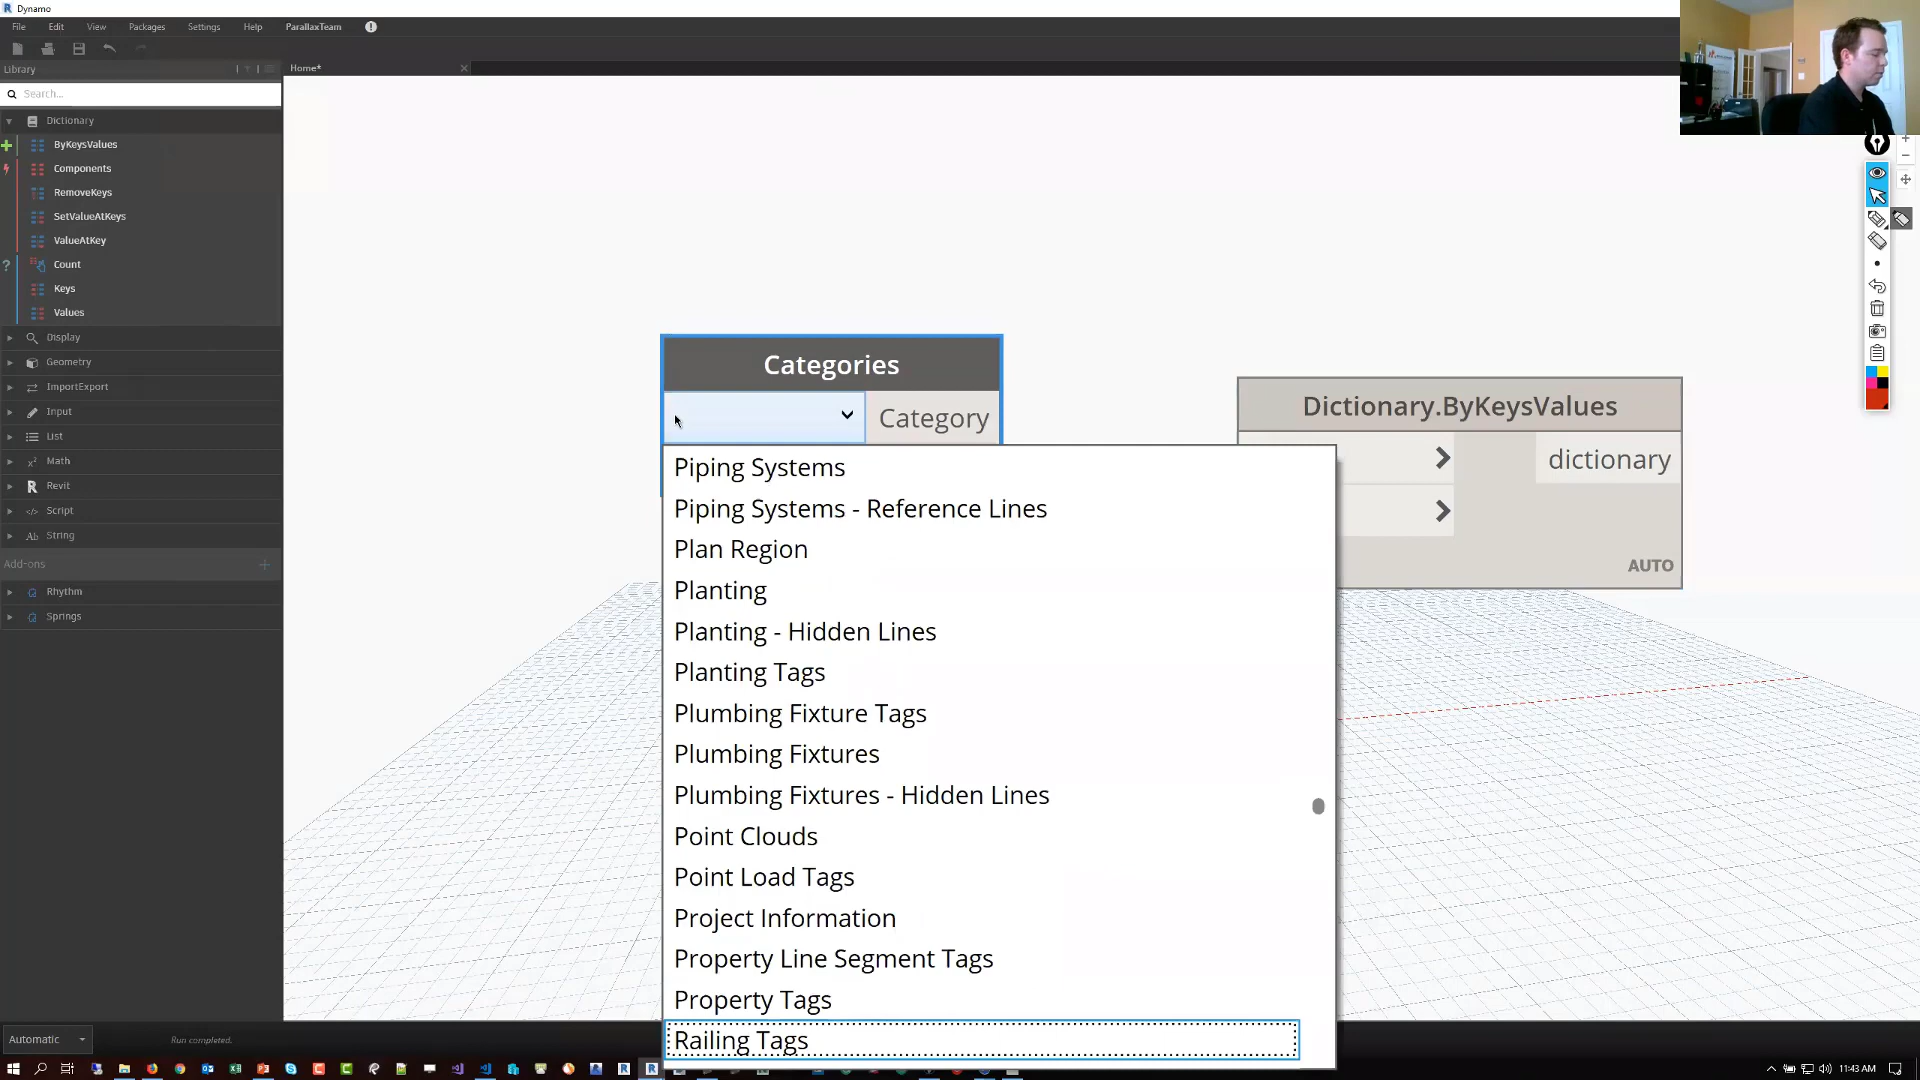 Dynamo
File Edit View Packages Settings Help ParallaxTeam
Library
Home*
Search...
Dictionary
ByKeysValues
Components
RemoveKeys
SetValueAtKeys
ValueAtKey
Count
Keys
Values
Display
Geometry
ImportExport
Input
List
Math
Revit
Script
String
Add-ons
Rhythm
Springs
Categories
Category
Dictionary.ByKeysValues
dictionary
AUTO
Piping Systems
Piping Systems - Reference Lines
Plan Region
Planting
Planting - Hidden Lines
Planting Tags
Plumbing Fixture Tags
Plumbing Fixtures
Plumbing Fixtures - Hidden Lines
Point Clouds
Point Load Tags
Project Information
Property Line Segment Tags
Property Tags
Railing Tags
Automatic
Run completed.
11:43 AM